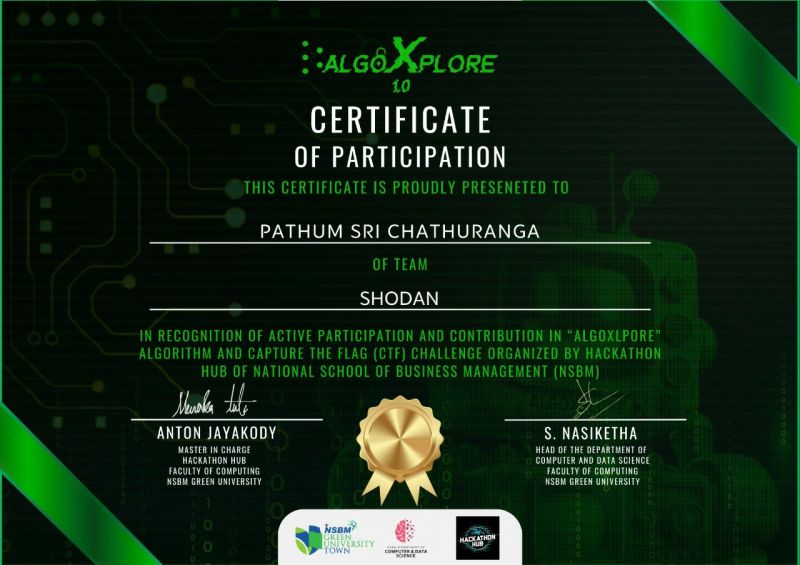 ALGOXPLORE
1.0
CERTIFICATE
OF PARTICIPATION
THIS CERTIFICATE IS PROUDLY PRESENETED TO
PATHUM SRI CHATHURANGA
OF TEAM
SHODAN
IN RECOGNITION OF ACTIVE PARTICIPATION AND CONTRIBUTION IN “ALGOXLPORE”
ALGORITHM AND CAPTURE THE FLAG (CTF) CHALLENGE ORGANIZED BY HACKATHON
HUB OF NATIONAL SCHOOL OF BUSINESS MANAGEMENT (NSBM)
ANTON JAYAKODY
MASTER IN CHARGE
HACKATHON HUB
FACULTY OF COMPUTING
NSBM GREEN UNIVERSITY
S. NASIKETHA
HEAD OF THE DEPARTMENT OF
COMPUTER AND DATA SCIENCE
FACULTY OF COMPUTING
NSBM GREEN UNIVERSITY
NSBM
GREEN
UNIVERSITY
TOWN
NSBM DEPARTMENT OF
COMPUTER & DATA
SCIENCE
HACKATHON
HUB